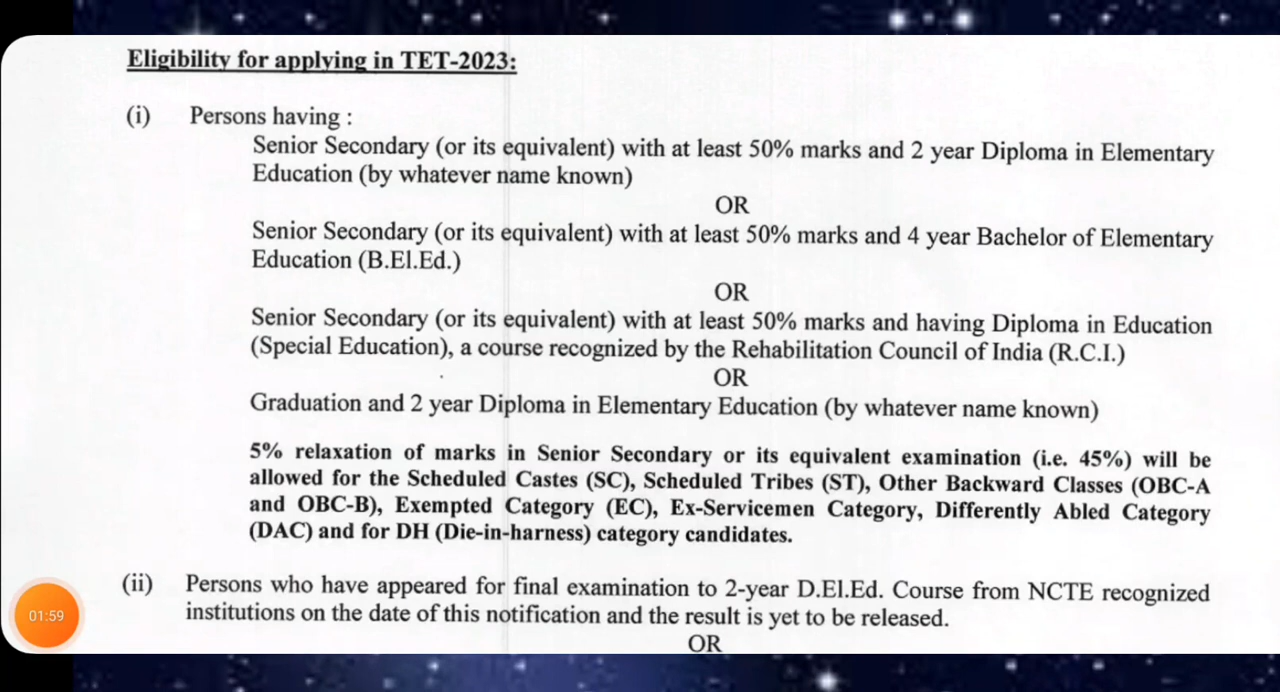 Eligibility for applying in TET-2023:
(i) Persons having :
Senior Secondary (or its equivalent) with at least 50% marks and 2 year Diploma in Elementary
Education (by whatever name known)
OR
Senior Secondary (or its equivalent) with at least 50% marks and 4 year Bachelor of Elementary
Education (B.El.Ed.)
OR
Senior Secondary (or its equivalent) with at least 50% marks and having Diploma in Education
(Special Education), a course recognized by the Rehabilitation Council of India (R.C.I.)
OR
Graduation and 2 year Diploma in Elementary Education (by whatever name known)
5% relaxation of marks in Senior Secondary or its equivalent examination (i.e. 45%) will be
allowed for the Scheduled Castes (SC), Scheduled Tribes (ST), Other Backward Classes (OBC-A
and OBC-B), Exempted Category (EC), Ex-Servicemen Category, Differently Abled Category
(DAC) and for DH (Die-in-harness) category candidates.
(ii) Persons who have appeared for final examination to 2-year D.El.Ed. Course from NCTE recognized
01:59
institutions on the date of this notification and the result is yet to be released.
OR